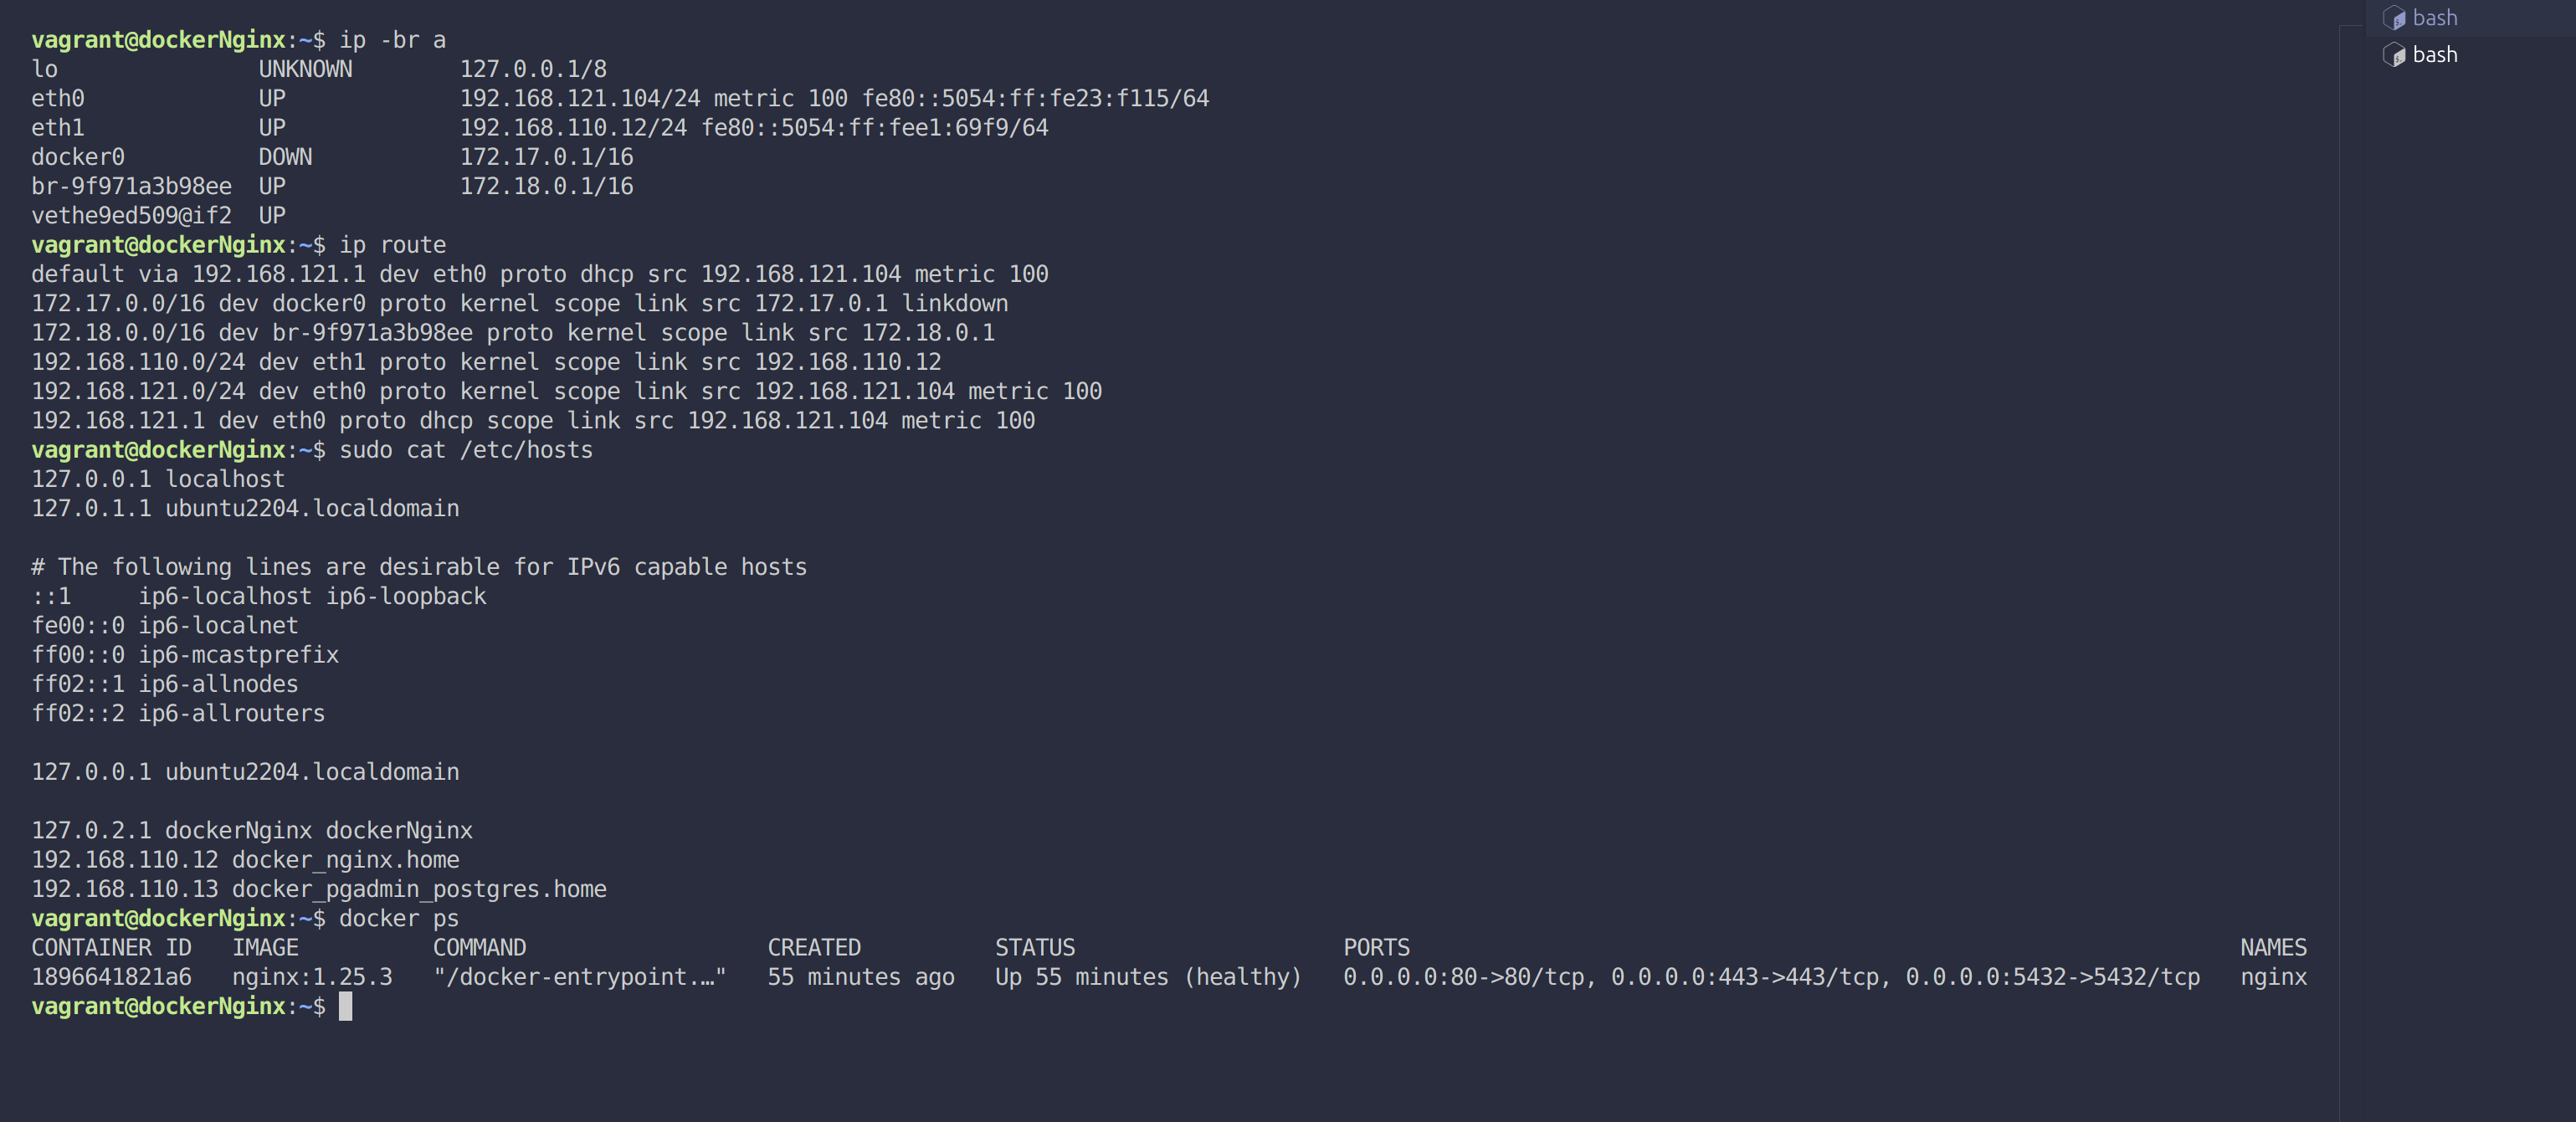 vagrant@dockerNginx:~$ ip -br a
lo               UNKNOWN        127.0.0.1/8
eth0             UP             192.168.121.104/24 metric 100 fe80::5054:ff:fe23:f115/64
eth1             UP             192.168.110.12/24 fe80::5054:ff:fee1:69f9/64
docker0          DOWN           172.17.0.1/16
br-9f971a3b98ee  UP             172.18.0.1/16
vethe9ed509@if2  UP
vagrant@dockerNginx:~$ ip route
default via 192.168.121.1 dev eth0 proto dhcp src 192.168.121.104 metric 100
172.17.0.0/16 dev docker0 proto kernel scope link src 172.17.0.1 linkdown
172.18.0.0/16 dev br-9f971a3b98ee proto kernel scope link src 172.18.0.1
192.168.110.0/24 dev eth1 proto kernel scope link src 192.168.110.12
192.168.121.0/24 dev eth0 proto kernel scope link src 192.168.121.104 metric 100
192.168.121.1 dev eth0 proto dhcp scope link src 192.168.121.104 metric 100
vagrant@dockerNginx:~$ sudo cat /etc/hosts
127.0.0.1 localhost
127.0.1.1 ubuntu2204.localdomain
# The following lines are desirable for IPv6 capable hosts
::1     ip6-localhost ip6-loopback
fe00::0 ip6-localnet
ff00::0 ip6-mcastprefix
ff02::1 ip6-allnodes
ff02::2 ip6-allrouters
127.0.0.1 ubuntu2204.localdomain
127.0.2.1 dockerNginx dockerNginx
192.168.110.12 docker_nginx.home
192.168.110.13 docker_pgadmin_postgres.home
vagrant@dockerNginx:~$ docker ps
CONTAINER ID   IMAGE          COMMAND                  CREATED          STATUS                    PORTS                                                              NAMES
1896641821a6   nginx:1.25.3   "/docker-entrypoint.…"   55 minutes ago   Up 55 minutes (healthy)   0.0.0.0:80->80/tcp, 0.0.0.0:443->443/tcp, 0.0.0.0:5432->5432/tcp   nginx
vagrant@dockerNginx:~$
bash
bash